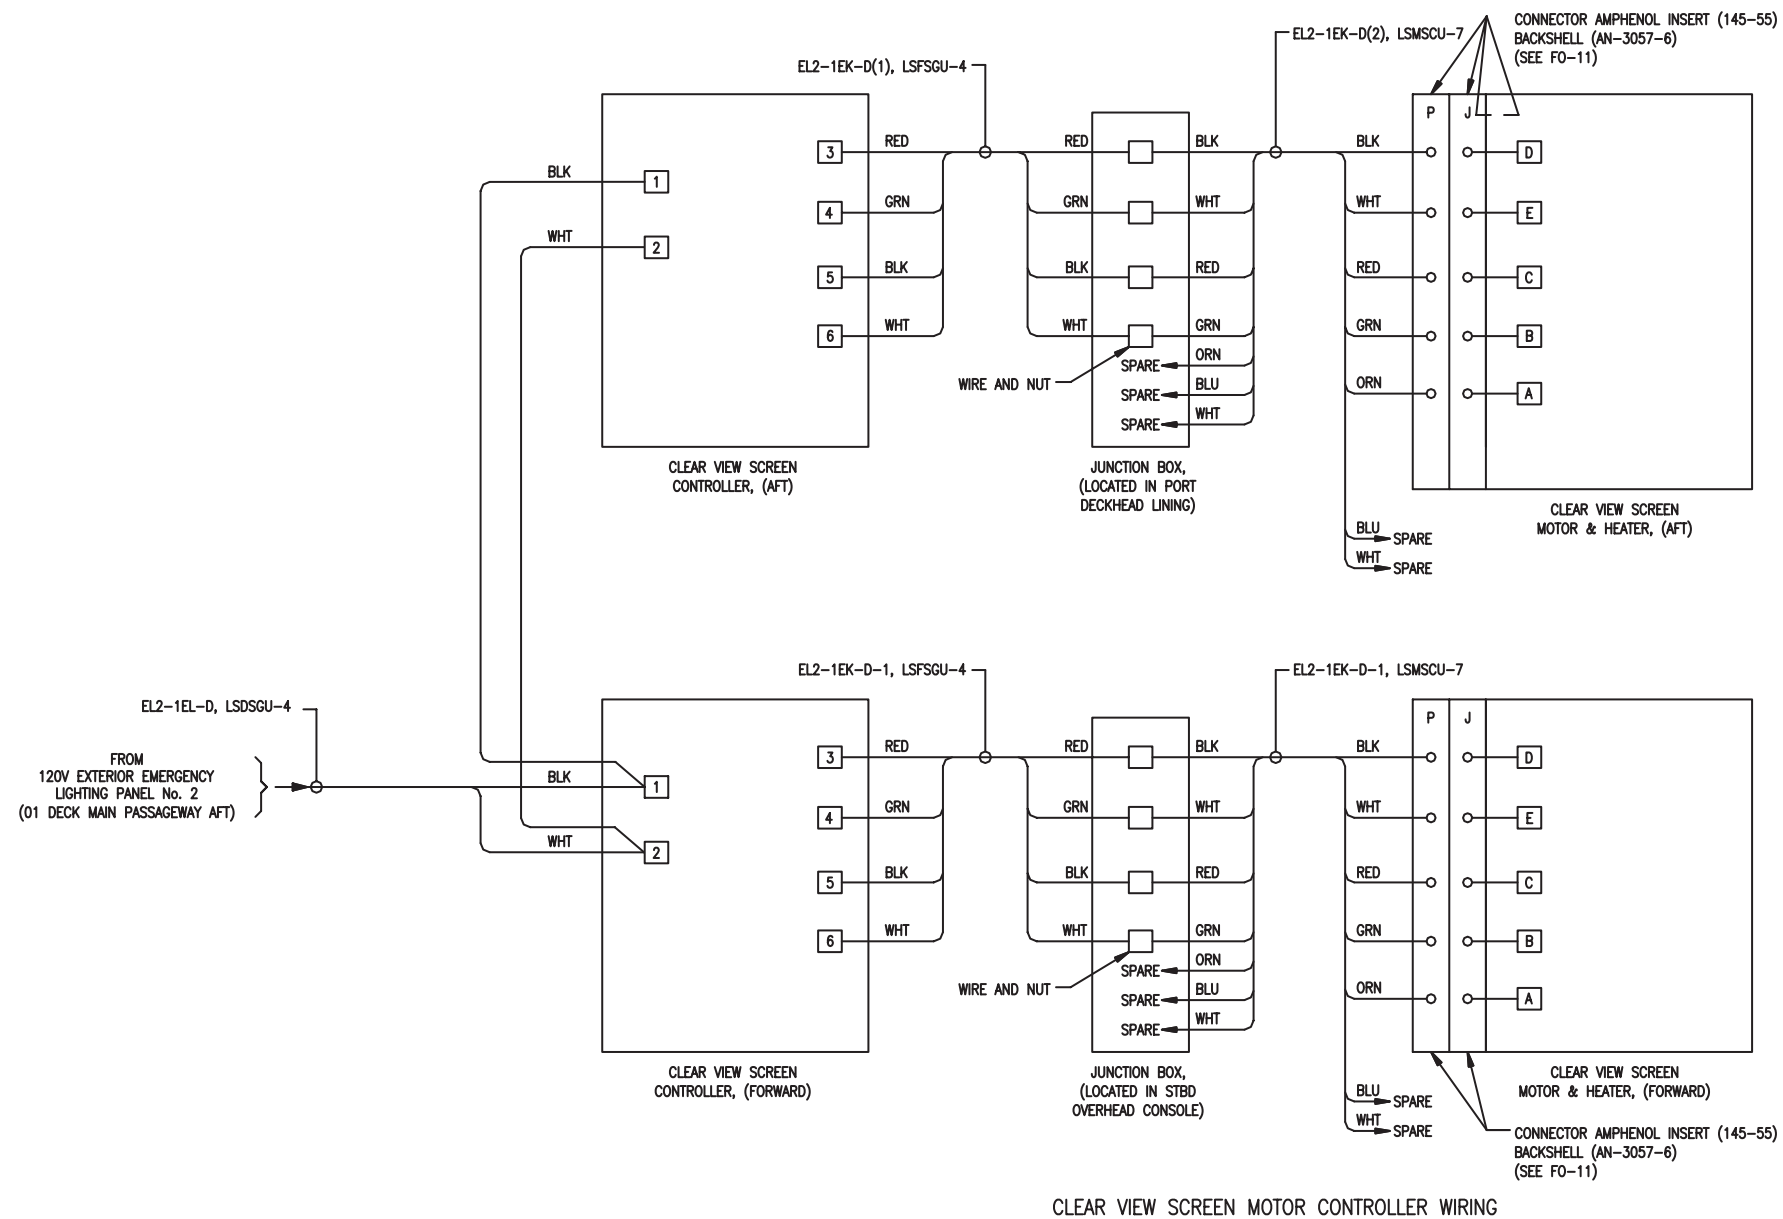 CONNECTOR AMPHENOL INSERT (145-55)
BACKSHELL (AN-3057-6)
(SEE FO-11)
EL2-1EK-D(2), LSMSCU-7
EL2-1EK-D(1), LSFSGU-4
P J
3 RED RED BLK BLK D
BLK 1
4 GRN GRN WHT WHT E
WHT 2
5 BLK BLK RED RED C
6 WHT WHT GRN GRN B
SPARE ORN
WIRE AND NUT
SPARE BLU ORN A
SPARE WHT
CLEAR VIEW SCREEN
CONTROLLER, (AFT)
JUNCTION BOX,
(LOCATED IN PORT
DECKHEAD LINING)
CLEAR VIEW SCREEN
MOTOR & HEATER, (AFT)
BLU SPARE
WHT SPARE
EL2-1EK-D-1, LSFSGU-4
EL2-1EK-D-1, LSMSCU-7
EL2-1EL-D, LSDSGU-4
P J
FROM
120V EXTERIOR EMERGENCY
LIGHTING PANEL No. 2
(01 DECK MAIN PASSAGEWAY AFT)
3 RED RED BLK BLK D
BLK 1
4 GRN GRN WHT WHT E
WHT 2
5 BLK BLK RED RED C
6 WHT WHT GRN GRN B
SPARE ORN
WIRE AND NUT
SPARE BLU ORN A
SPARE WHT
CLEAR VIEW SCREEN
CONTROLLER, (FORWARD)
JUNCTION BOX,
(LOCATED IN STBD
OVERHEAD CONSOLE)
CLEAR VIEW SCREEN
MOTOR & HEATER, (FORWARD)
BLU SPARE
WHT SPARE
CONNECTOR AMPHENOL INSERT (145-55)
BACKSHELL (AN-3057-6)
(SEE FO-11)
CLEAR VIEW SCREEN MOTOR CONTROLLER WIRING